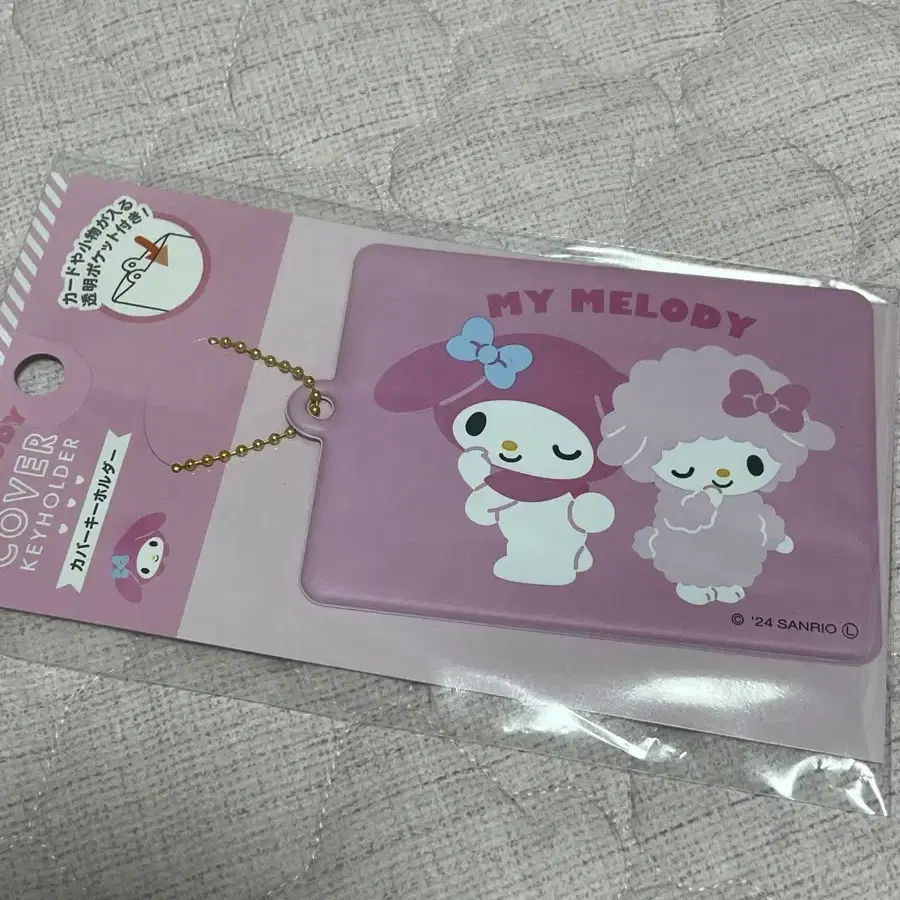 カードや小物が入る
透明ポケット付き!
COVER
KEYHOLDER
カバーキーホルダー
MY MELODY
© '24 SANRIO Ⓛ